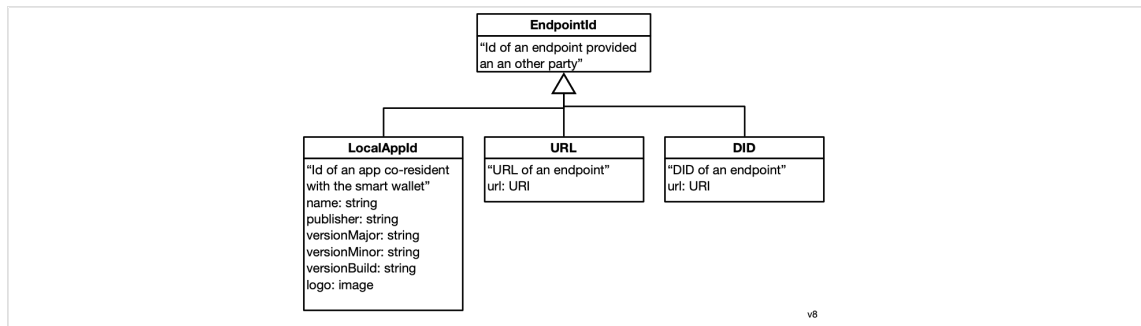 EndpointId
“Id of an endpoint provided
an an other party”
LocalAppId
“Id of an app co-resident
with the smart wallet”
name: string
publisher: string
versionMajor: string
versionMinor: string
versionBuild: string
logo: image
URL
“URL of an endpoint”
url: URI
DID
“DID of an endpoint”
url: URI
v8